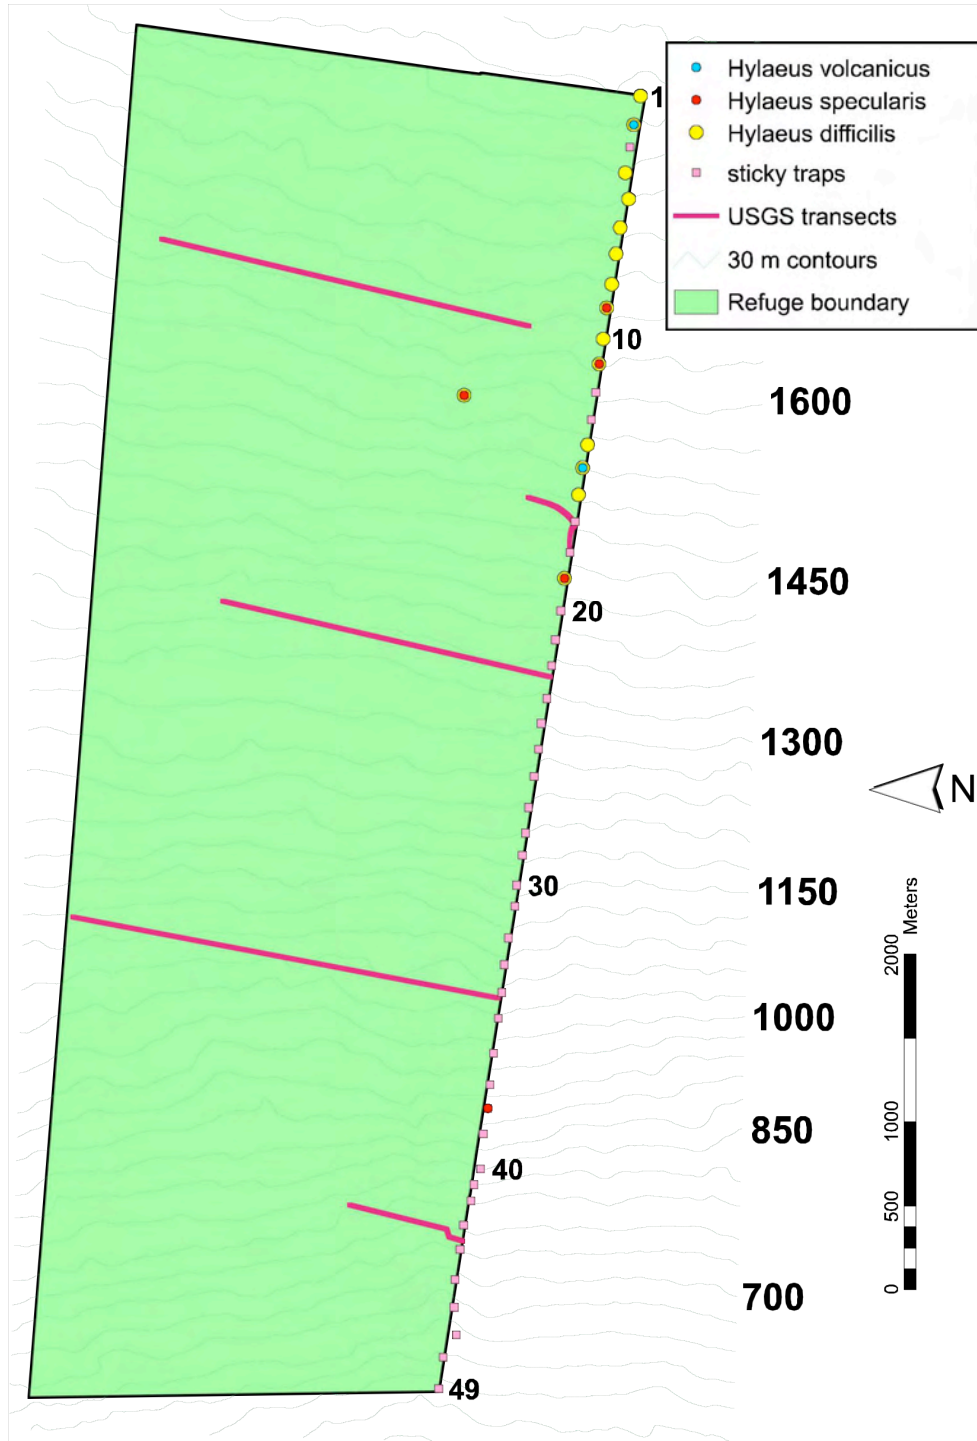 Hylaeus volcanicus
1
Hylaeus specularis
Hylaeus difficilis
sticky traps
USGS transects
30 m contours
Refuge boundary
10
1600
1450
20
1300
N
30
1150
Meters
2000
1000
1000
850
40
500
700
0
49